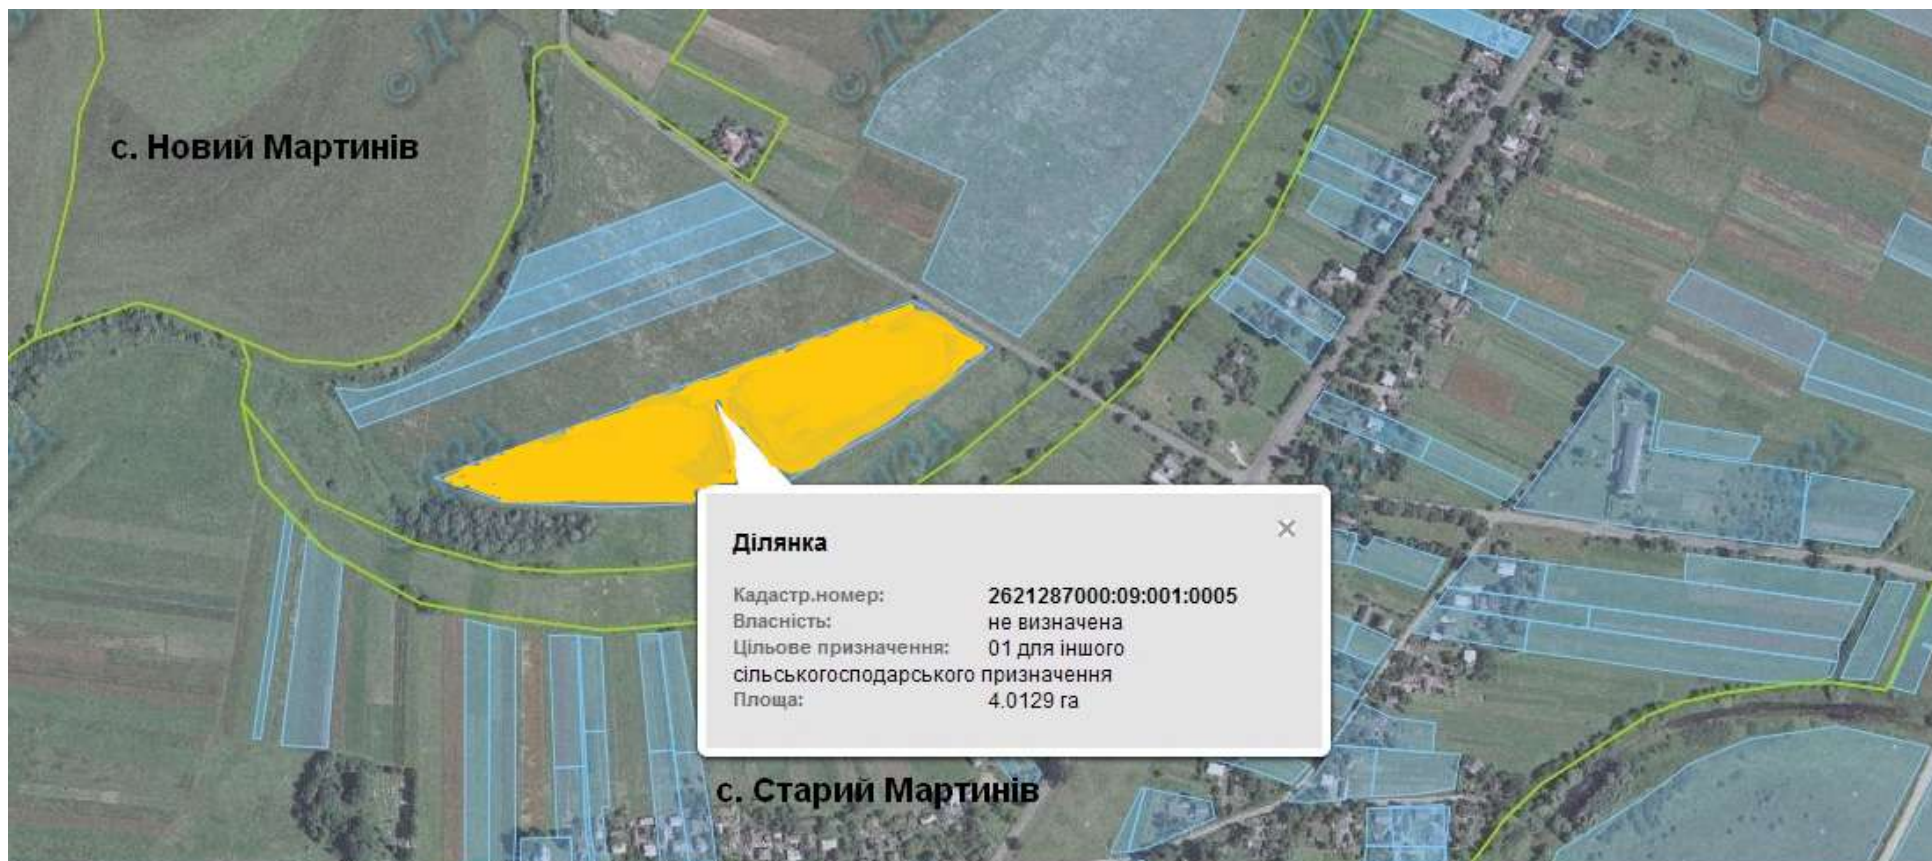 с. Новий Мартинів
Ділянка
Кадастр.номер: 2621287000:09:001:0005
Власність: не визначена
Цільове призначення: 01 для іншого
сільськогосподарського призначення
Площа: 4.0129 га
с. Старий Мартинів